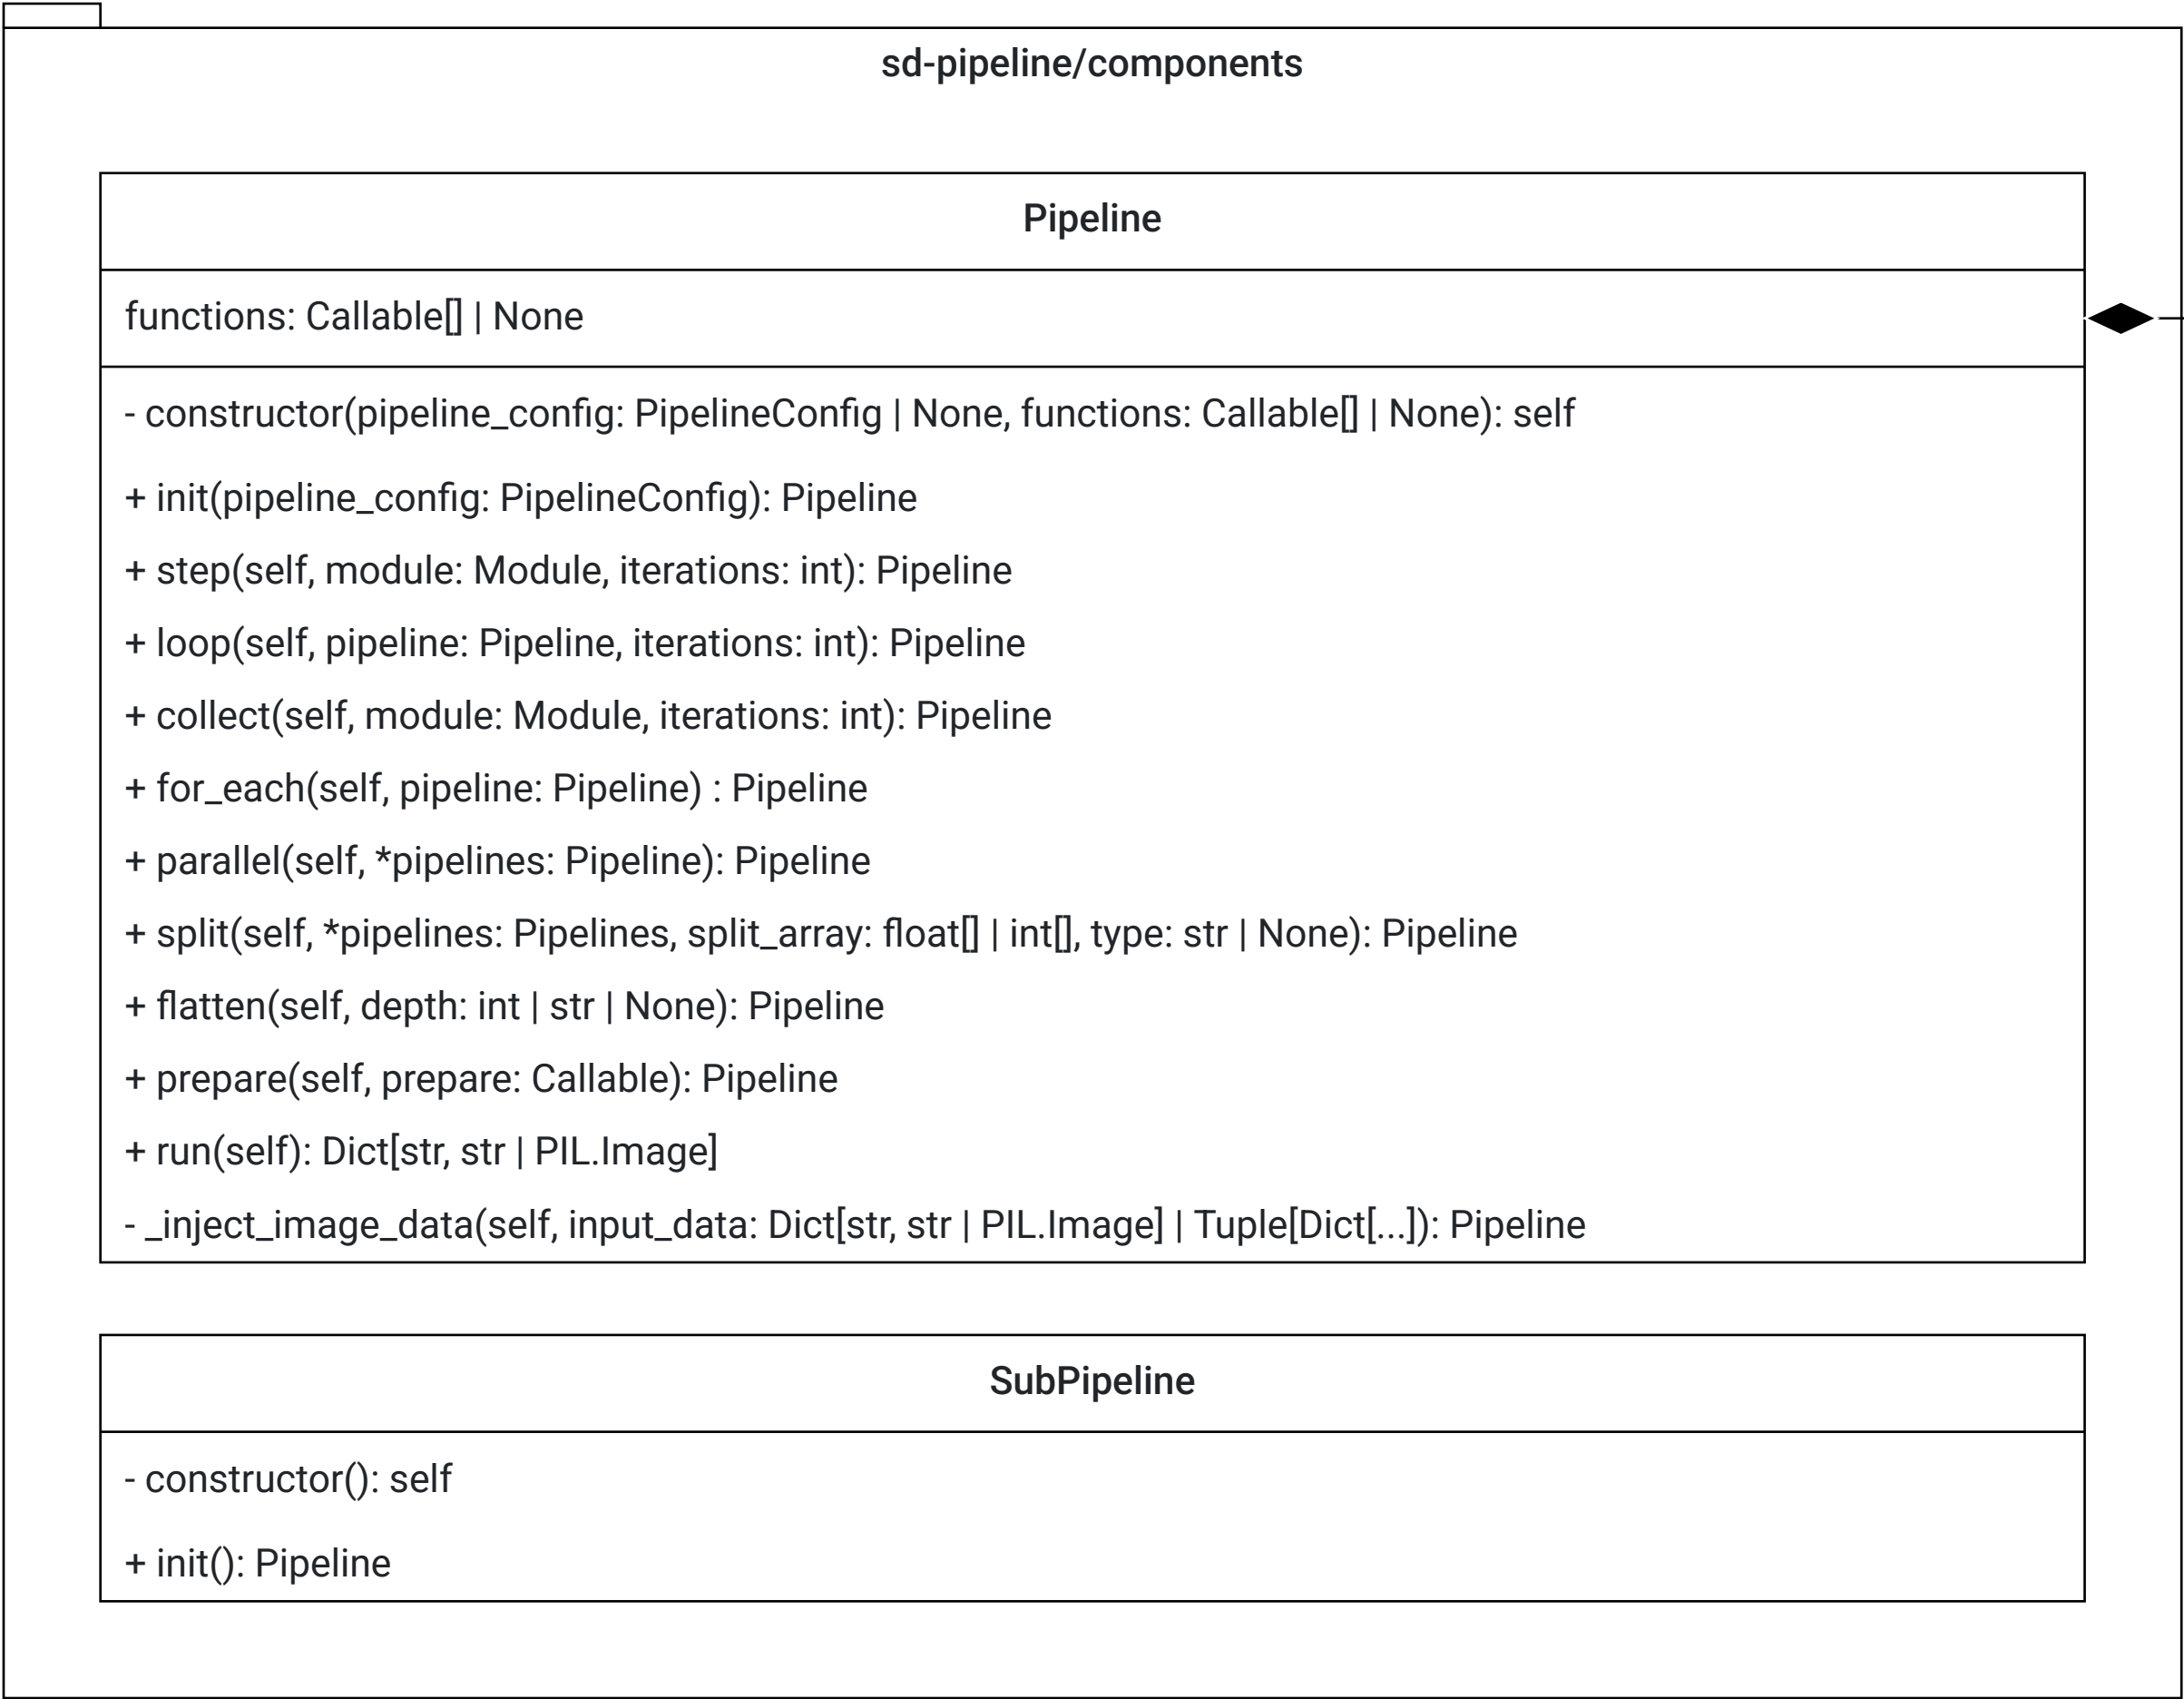 sd-pipeline/components
Pipeline
functions: Callable[] | None
- constructor(pipeline_config: PipelineConfig | None, functions: Callable[] | None): self
+ init(pipeline_config: PipelineConfig): Pipeline
+ step(self, module: Module, iterations: int): Pipeline
+ loop(self, pipeline: Pipeline, iterations: int): Pipeline
+ collect(self, module: Module, iterations: int): Pipeline
+ for_each(self, pipeline: Pipeline) : Pipeline
+ parallel(self, *pipelines: Pipeline): Pipeline
+ split(self, *pipelines: Pipelines, split_array: float[] | int[], type: str | None): Pipeline
+ flatten(self, depth: int | str | None): Pipeline
+ prepare(self, prepare: Callable): Pipeline
+ run(self): Dict[str, str | PIL.Image]
- _inject_image_data(self, input_data: Dict[str, str | PIL.Image] | Tuple[Dict[...]): Pipeline
SubPipeline
- constructor(): self
+ init(): Pipeline